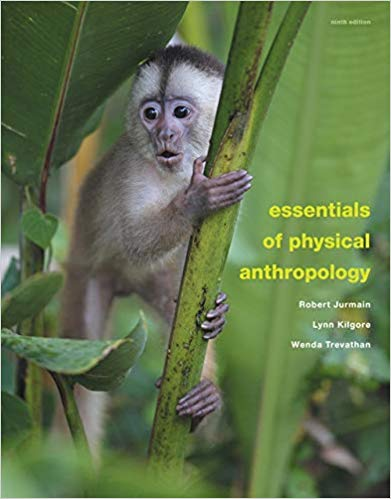 ninth edition
essentials
of physical
anthropology
Robert Jurmain
Lynn Kilgore
Wenda Trevathan